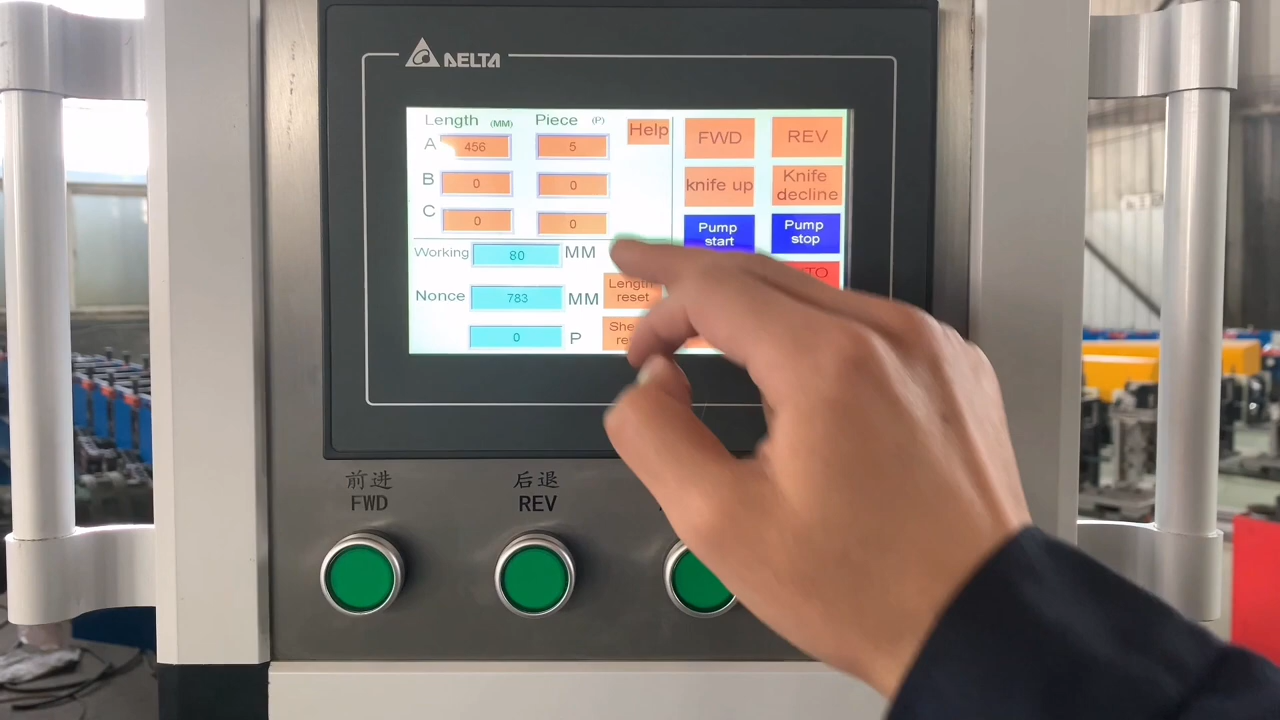 DELTA
Length (MM) Piece (P) Help
A 456 5
B 0 0
C 0 0
Working 80 MM
Nonce 783 MM
0 P
Length
reset
FWD REV
knife up Knife
decline
Pump
start
Pump
stop
前进
FWD
后退
REV